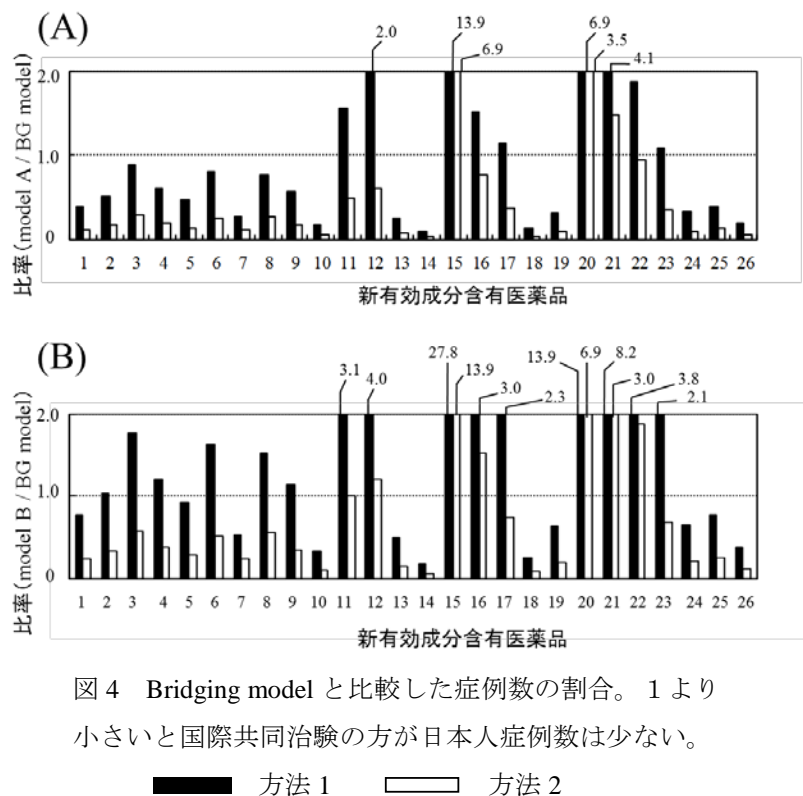 (A)
2.0 13.9 6.9 6.9 3.5 4.1
比率(model A / BG model)
2.0
1.0
0
1 2 3 4 5 6 7 8 9 10 11 12 13 14 15 16 17 18 19 20 21 22 23 24 25 26
新有効成分含有医薬品
(B)
3.1 4.0 27.8 13.9 3.0 2.3 13.9 6.9 8.2 3.0 3.8 2.1
比率(model B / BG model)
2.0
1.0
0
1 2 3 4 5 6 7 8 9 10 11 12 13 14 15 16 17 18 19 20 21 22 23 24 25 26
新有効成分含有医薬品
図 4 Bridging model と比較した症例数の割合。1 より
小さいと国際共同治験の方が日本人症例数は少ない。
方法 1 方法 2